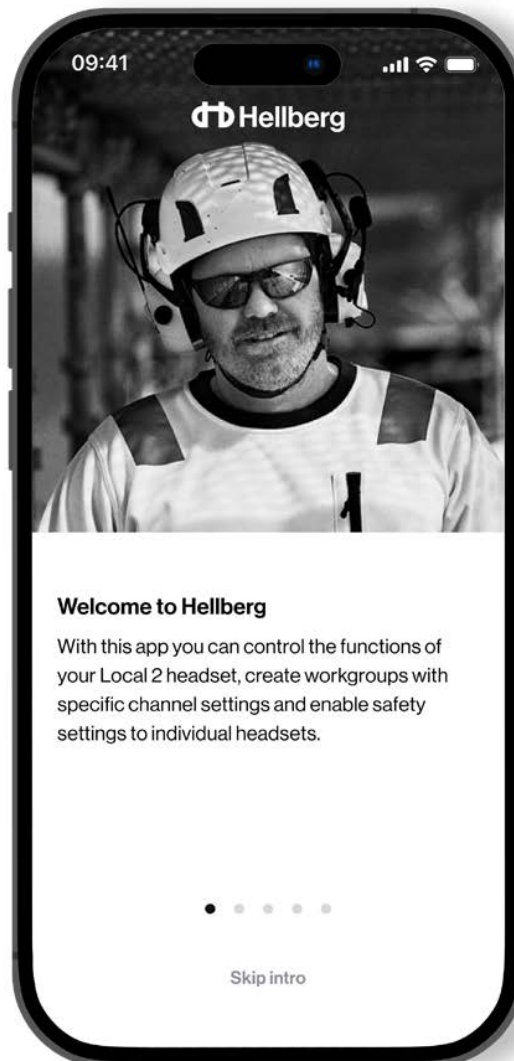 09:41
Hellberg
Welcome to Hellberg
With this app you can control the functions of
your Local 2 headset, create workgroups with
specific channel settings and enable safety
settings to individual headsets.
Skip intro